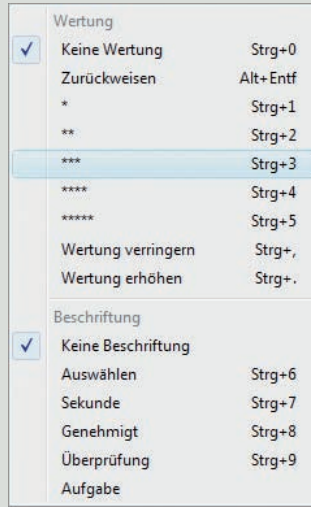 Wertung
Keine Wertung Strg+0
Zurückweisen Alt+Entf
* Strg+1
** Strg+2
*** Strg+3
**** Strg+4
***** Strg+5
Wertung verringern Strg+,
Wertung erhöhen Strg+.
Beschriftung
Keine Beschriftung
Auswählen Strg+6
Sekunde Strg+7
Genehmigt Strg+8
Überprüfung Strg+9
Aufgabe